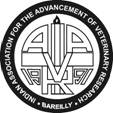 INDIAN ASSOCIATION FOR THE ADVANCEMENT OF VETERINARY RESEARCH
• BAREILLY •